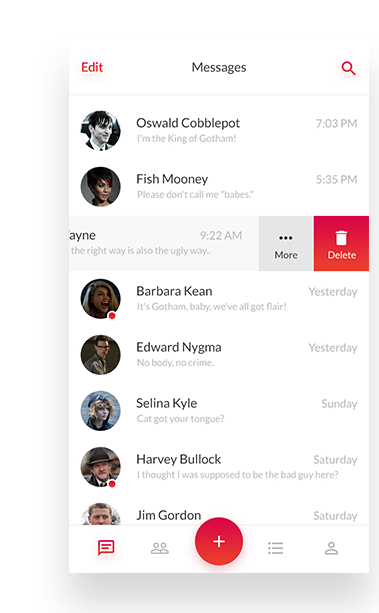 Edit
Messages
Oswald Cobblepot 7:03 PM
I'm the King of Gotham!
Fish Mooney 5:35 PM
Please don't call me "babes."
ayne 9:22 AM
the right way is also the ugly way..
More
Delete
Barbara Kean Yesterday
It's Gotham, baby, we've all got flair!
Edward Nygma Yesterday
No body, no crime.
Selina Kyle Sunday
Cat got your tongue?
Harvey Bullock Saturday
I thought I was supposed to be the bad guy here?
Jim Gordon Saturday